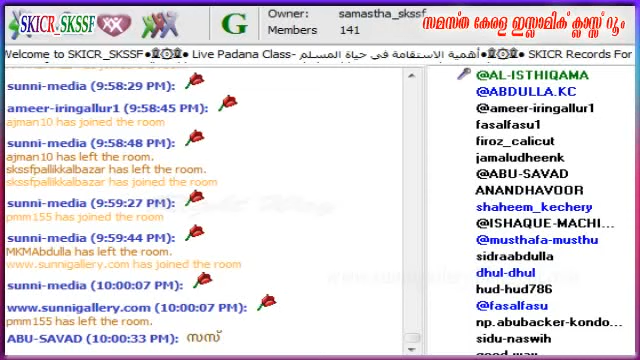 SKICR_SKSSF
G
Owner: samastha_skssf
Members 141
സമസ്ത കേരള ഇസ്ലാമിക് ക്ലാസ്സ് റൂം
Welcome to SKICR_SKSSF●۩۞۩● Live Padana Class- أهمية الاستقامة في حياة المسلم●۩۞۩● SKICR Records For
sunni-media (9:58:29 PM):
ameer-iringallur1 (9:58:45 PM):
ajman10 has joined the room
sunni-media (9:58:48 PM):
ajman10 has left the room.
skssfpallikkalbazar has left the room.
skssfpallikkalbazar has joined the room
sunni-media (9:59:27 PM):
pmm155 has joined the room
sunni-media (9:59:44 PM):
MKMAbdulla has left the room.
www.sunnigallery.com has joined the room
sunni-media (10:00:07 PM):
www.sunnigallery.com (10:00:07 PM):
pmm155 has left the room.
ABU-SAVAD (10:00:33 PM): സസ്
@AL-ISTHIQAMA
@ABDULLA.KC
@ameer-iringallur1
fasalfasu1
firoz_calicut
jamaludheenk
@ABU-SAVAD
ANANDHAVOOR
shaheem_kechery
@ISHAQUE-MACHI...
@musthafa-musthu
sidraabdulla
dhul-dhul
hud-hud786
@fasalfasu
np.abubacker-kondo...
sidu-naswih